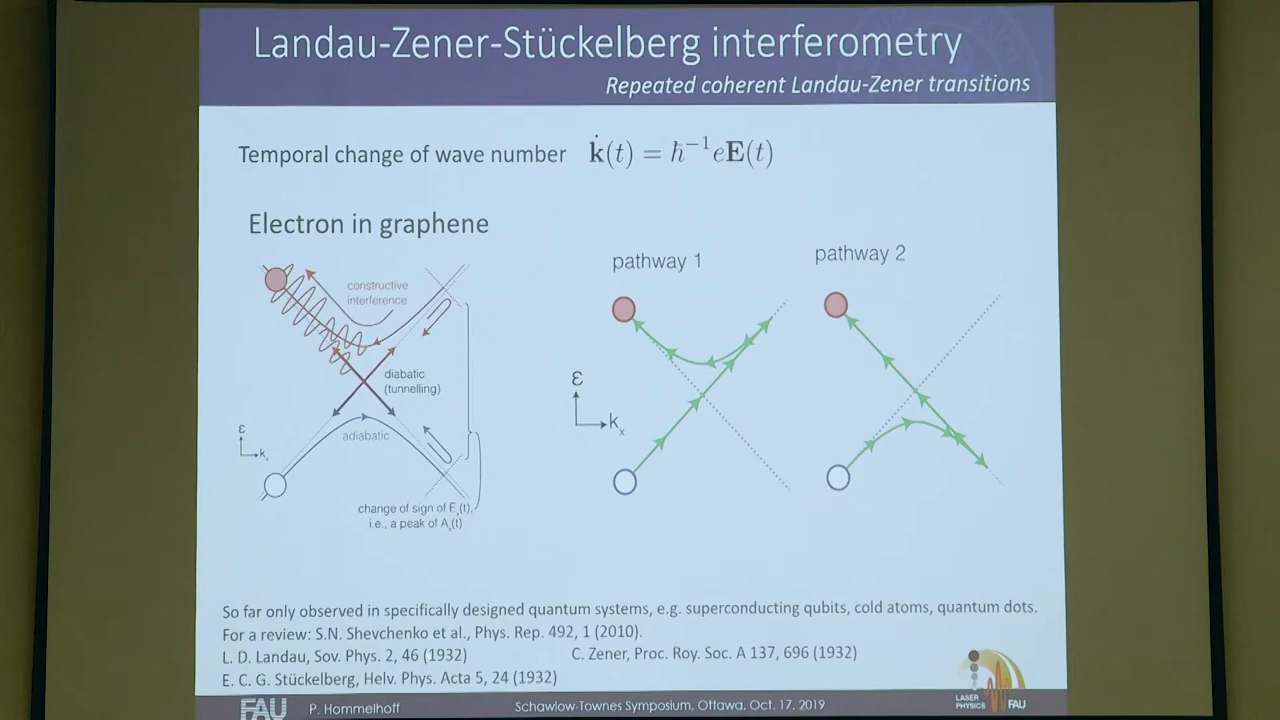 Landau-Zener-Stückelberg interferometry
Repeated coherent Landau-Zener transitions
Temporal change of wave number k̇(t) = ħ⁻¹eE(t)
Electron in graphene
constructive
interference
diabatic
(tunnelling)
adiabatic
ε
kₓ
change of sign of Eₓ(t),
i.e., a peak of Aₓ(t)
pathway 1
pathway 2
ε
kₓ
So far only observed in specifically designed quantum systems, e.g. superconducting qubits, cold atoms, quantum dots.
For a review: S.N. Shevchenko et al., Phys. Rep. 492, 1 (2010).
L. D. Landau, Sov. Phys. 2, 46 (1932) C. Zener, Proc. Roy. Soc. A 137, 696 (1932)
E. C. G. Stückelberg, Helv. Phys. Acta 5, 24 (1932)
FAU P. Hommelhoff Schawlow-Townes Symposium, Ottawa, Oct. 17, 2019
LASER
PHYSICS FAU